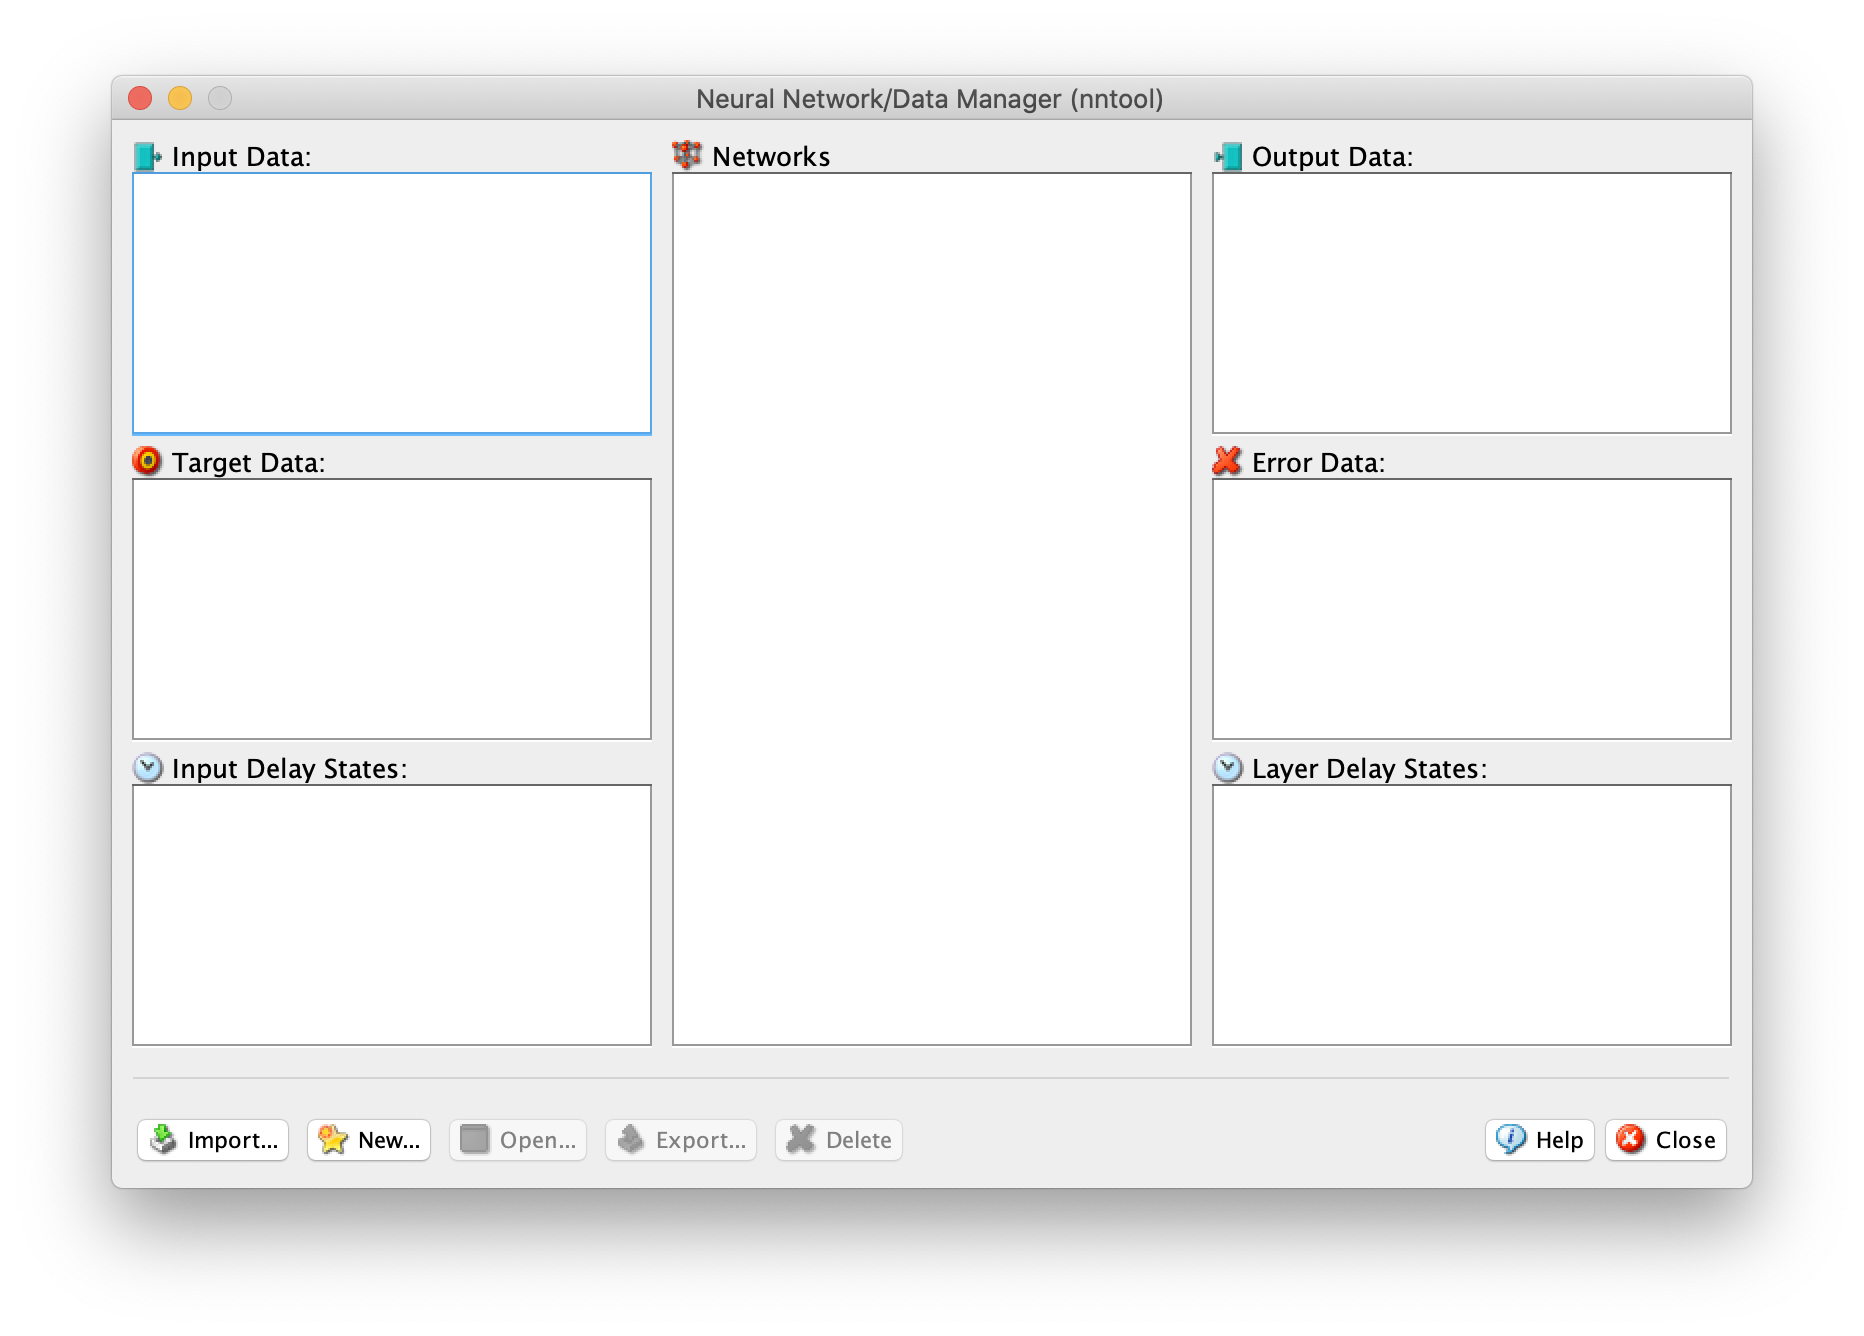 Neural Network/Data Manager (nntool)
Input Data:
Networks
Output Data:
Target Data:
Error Data:
Input Delay States:
Layer Delay States:
Import...
New...
Open...
Export...
Delete
Help
Close